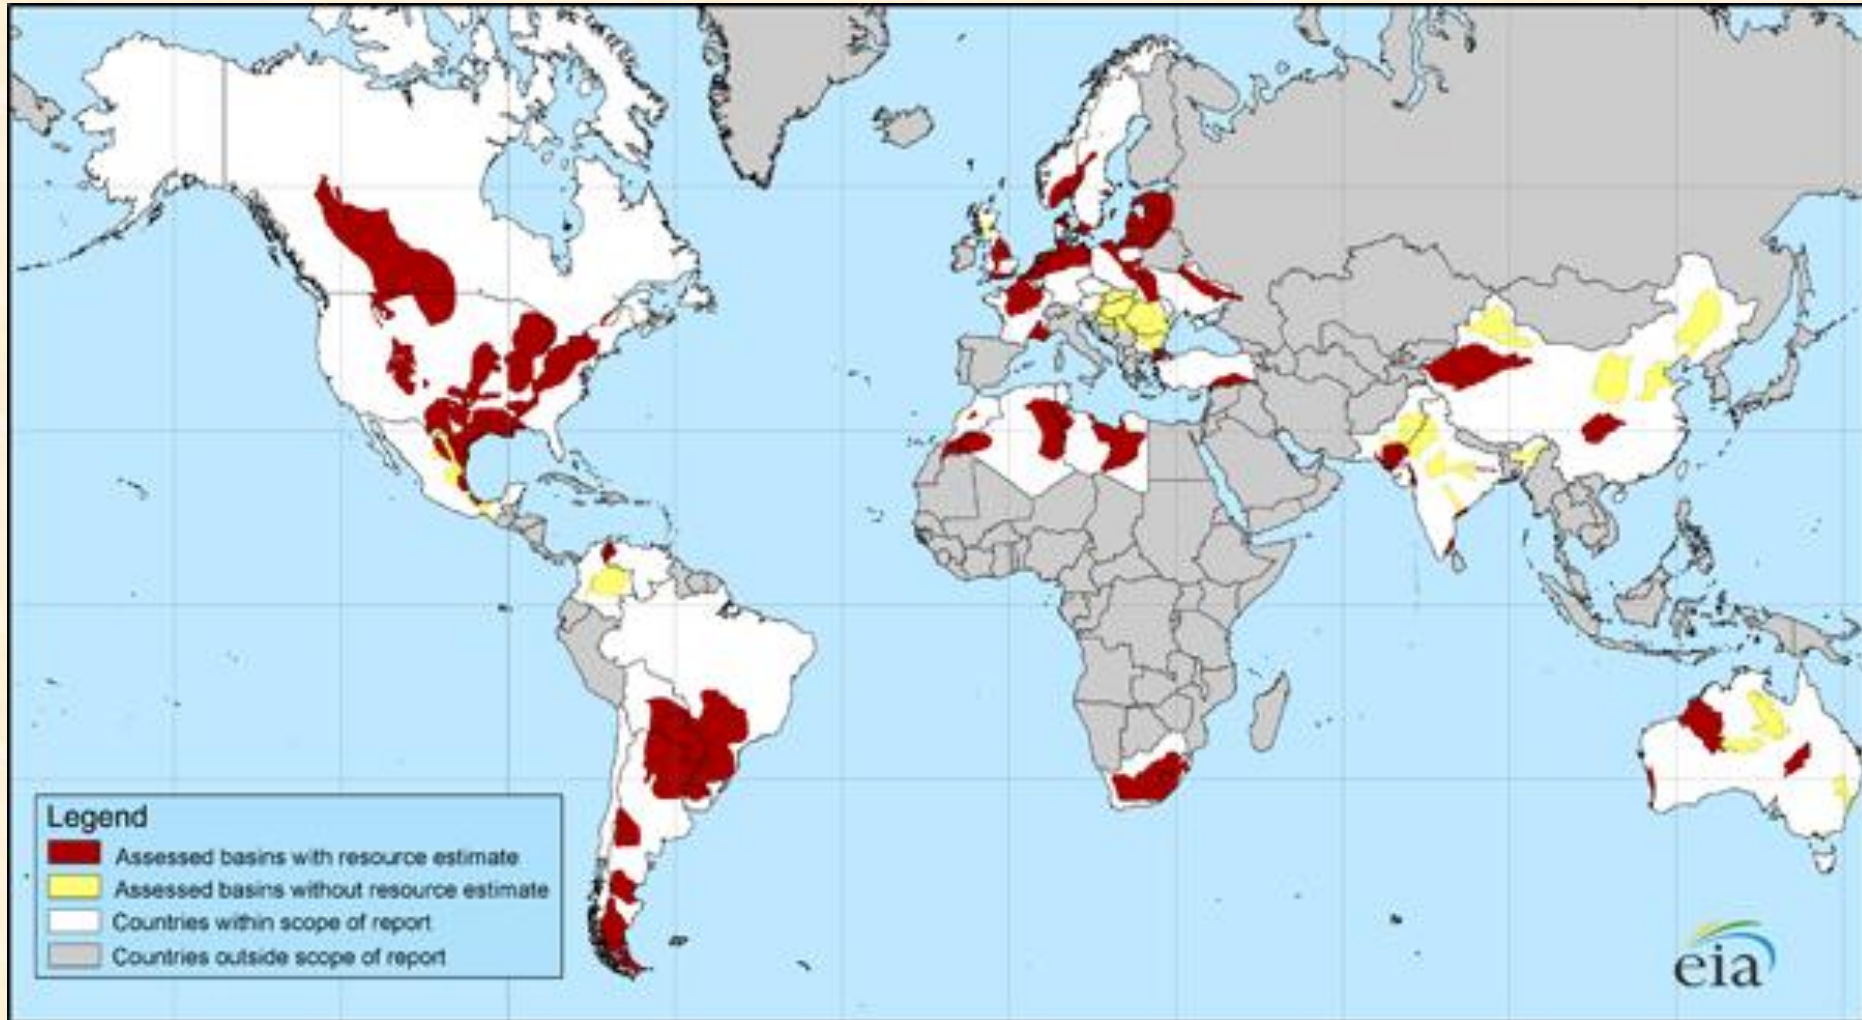 Legend
Assessed basins with resource estimate
Assessed basins without resource estimate
Countries within scope of report
Countries outside scope of report
eia